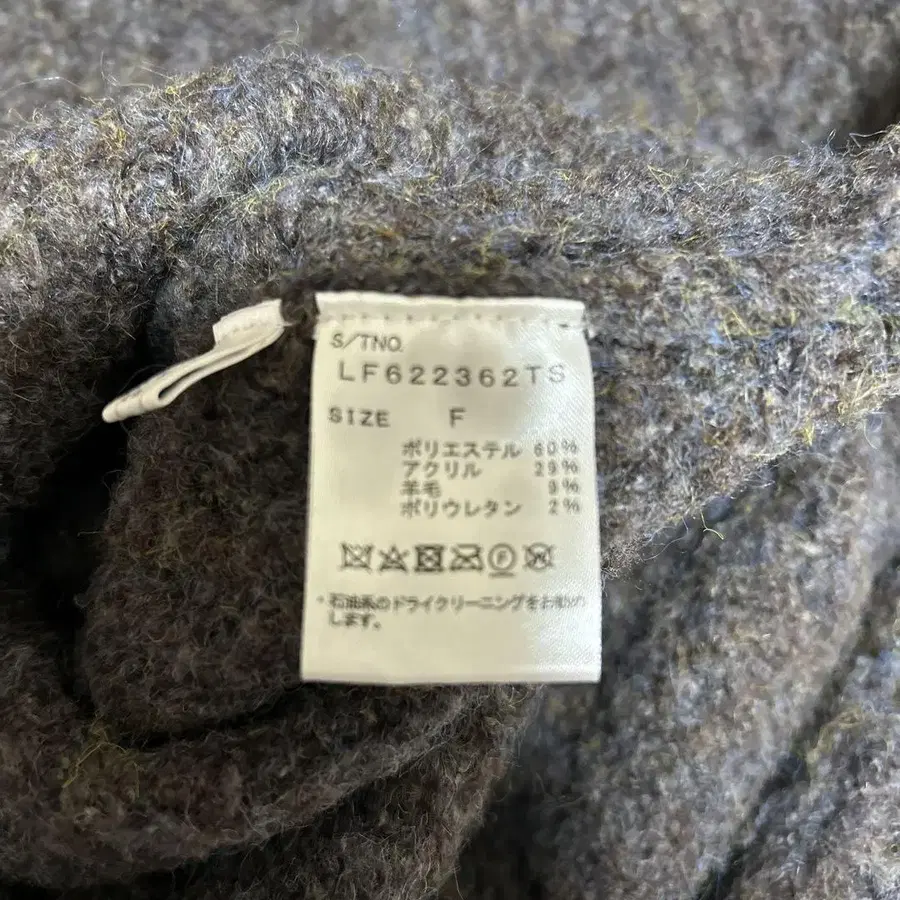 S/TNO.
LF622362TS
SIZE F
ポリエステル 60%
アクリル 29%
羊毛 9%
ポリウレタン 2%
F
・石油系のドライクリーニングをお勧め
します。